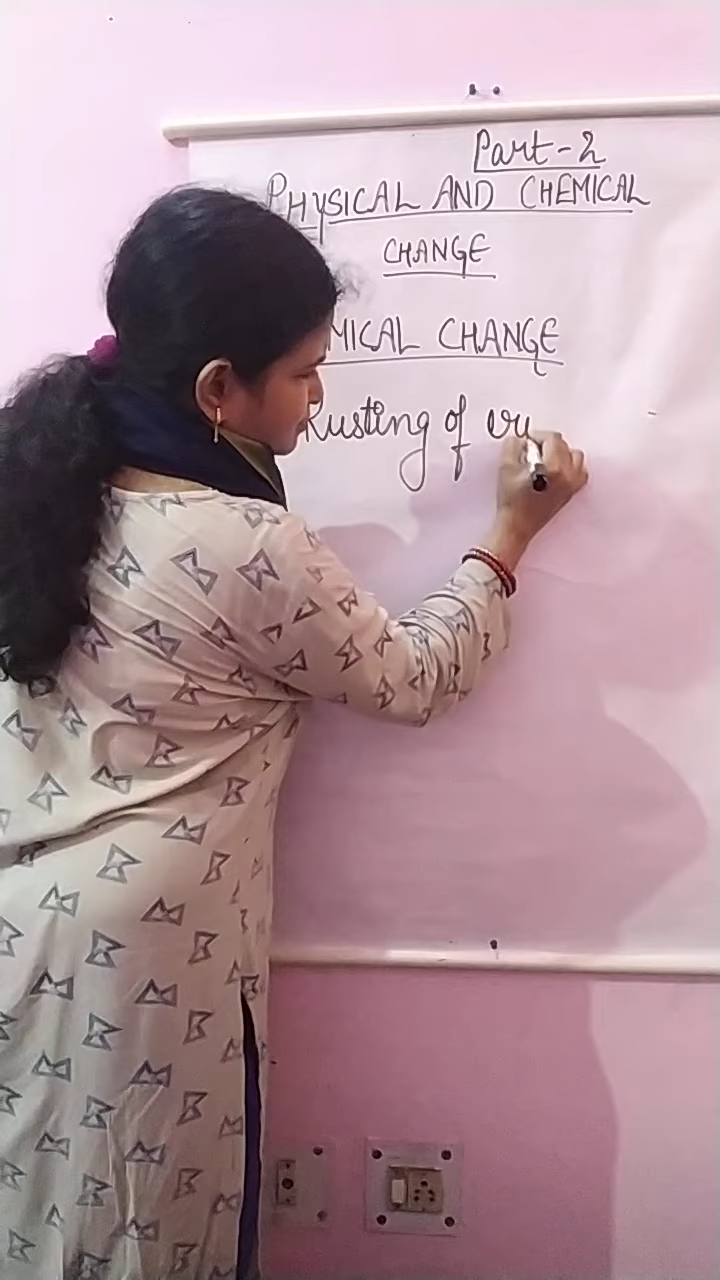 Part-2
PHYSICAL AND CHEMICAL
CHANGE
MICAL CHANGE
Rusting of